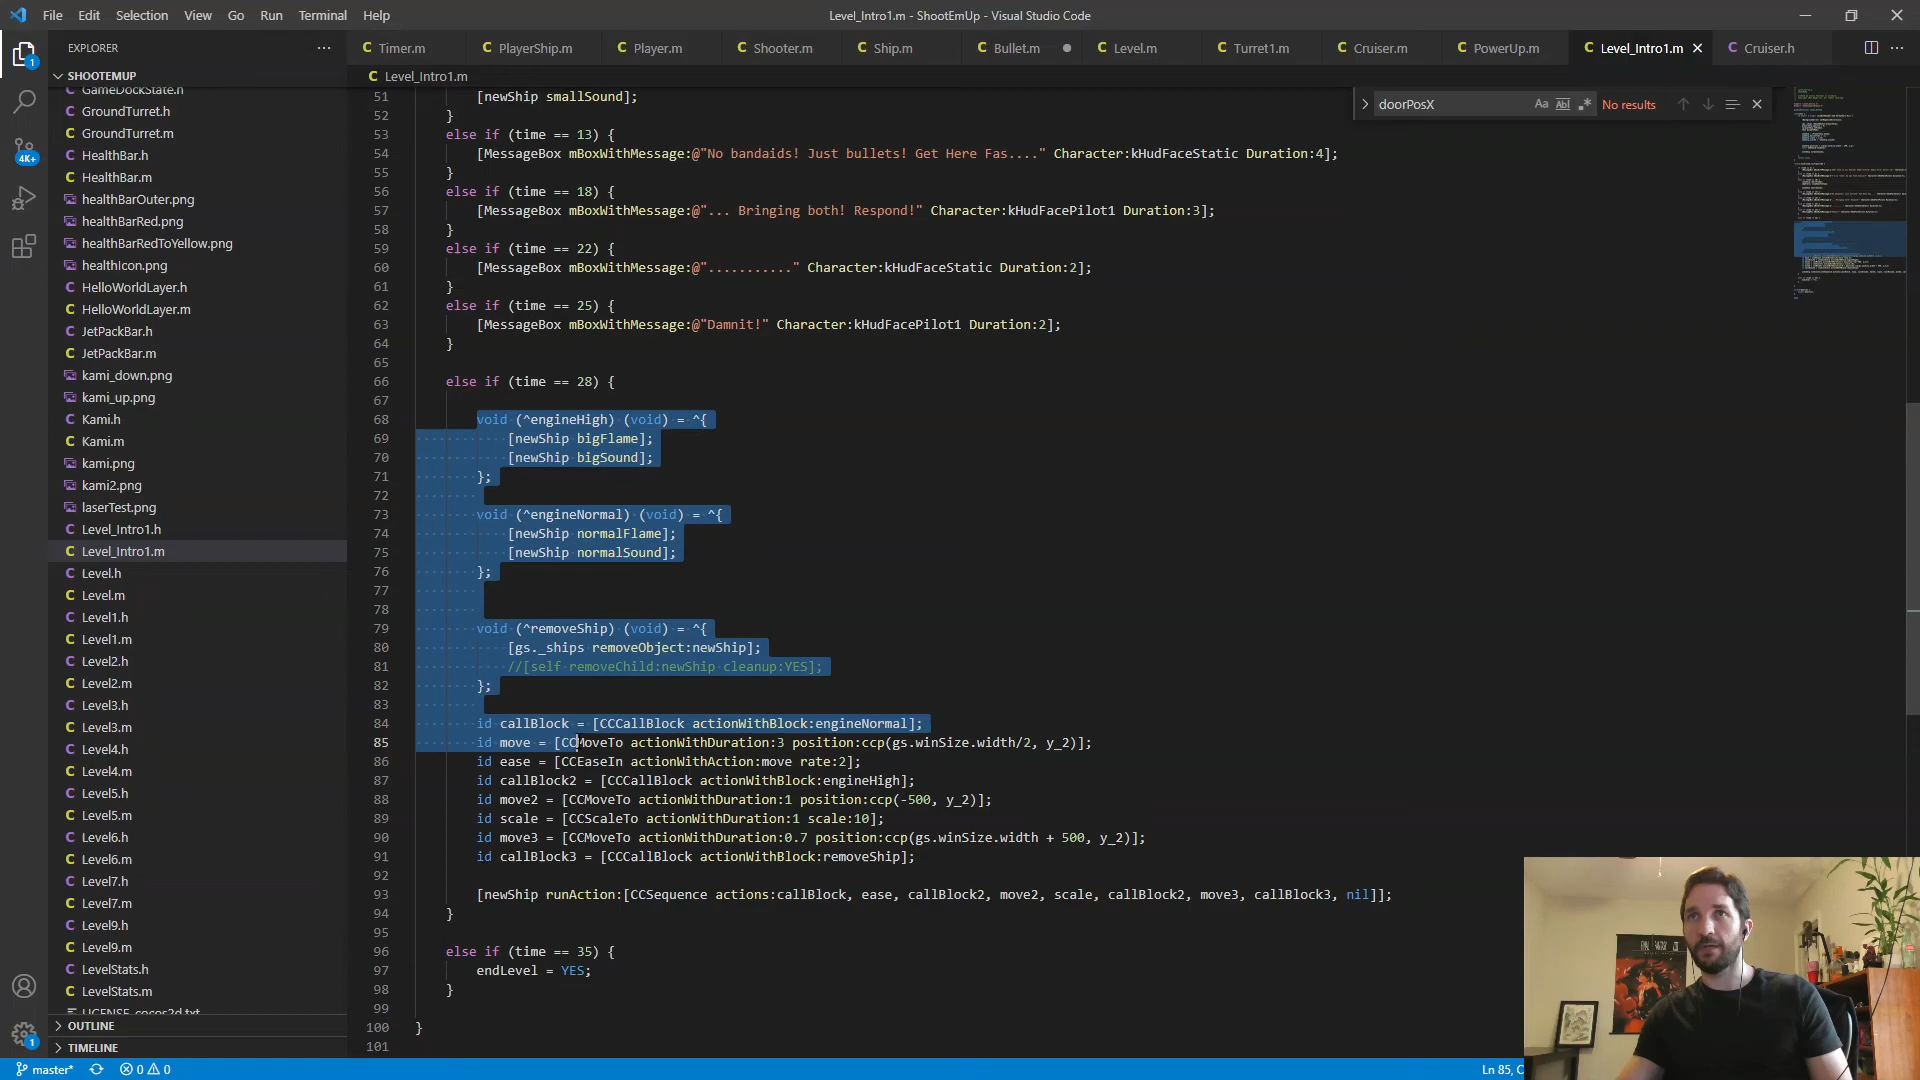 File Edit Selection View Go Run Terminal Help
Level_Intro1.m - ShootEmUp - Visual Studio Code
EXPLORER
Timer.m PlayerShip.m Player.m Shooter.m Ship.m Bullet.m Level.m Turret1.m Cruiser.m PowerUp.m Level_Intro1.m Cruiser.h
SHOOTEMUP
GameDockState.h
GroundTurret.h
GroundTurret.m
HealthBar.h
HealthBar.m
healthBarOuter.png
healthBarRed.png
healthBarRedToYellow.png
healthIcon.png
HelloWorldLayer.h
HelloWorldLayer.m
JetPackBar.h
JetPackBar.m
kami_down.png
kami_up.png
Kami.h
Kami.m
kami.png
kami2.png
laserTest.png
Level_Intro1.h
Level_Intro1.m
Level.h
Level.m
Level1.h
Level1.m
Level2.h
Level2.m
Level3.h
Level3.m
Level4.h
Level4.m
Level5.h
Level5.m
Level6.h
Level6.m
Level7.h
Level7.m
Level9.h
Level9.m
LevelStats.h
LevelStats.m
LICENSE_cocos2d.txt
OUTLINE
TIMELINE
1
4K+
1
Level_Intro1.m
doorPosX Aa Abl .* No results
51 [newShip smallSound];
52 }
53 else if (time == 13) {
54 [MessageBox mBoxWithMessage:@"No bandaids! Just bullets! Get Here Fas...." Character:kHudFaceStatic Duration:4];
55 }
56 else if (time == 18) {
57 [MessageBox mBoxWithMessage:@"... Bringing both! Respond!" Character:kHudFacePilot1 Duration:3];
58 }
59 else if (time == 22) {
60 [MessageBox mBoxWithMessage:@"..........." Character:kHudFaceStatic Duration:2];
61 }
62 else if (time == 25) {
63 [MessageBox mBoxWithMessage:@"Damnit!" Character:kHudFacePilot1 Duration:2];
64 }
65
66 else if (time == 28) {
67
68 void (^engineHigh) (void) = ^{
69 [newShip bigFlame];
70 [newShip bigSound];
71 };
72
73 void (^engineNormal) (void) = ^{
74 [newShip normalFlame];
75 [newShip normalSound];
76 };
77
78
79 void (^removeShip) (void) = ^{
80 [gs._ships removeObject:newShip];
81 //[self removeChild:newShip cleanup:YES];
82 };
83
84 id callBlock = [CCCallBlock actionWithBlock:engineNormal];
85 id move = [CCMoveTo actionWithDuration:3 position:ccp(gs.winSize.width/2, y_2)];
86 id ease = [CCEaseIn actionWithAction:move rate:2];
87 id callBlock2 = [CCCallBlock actionWithBlock:engineHigh];
88 id move2 = [CCMoveTo actionWithDuration:1 position:ccp(-500, y_2)];
89 id scale = [CCScaleTo actionWithDuration:1 scale:10];
90 id move3 = [CCMoveTo actionWithDuration:0.7 position:ccp(gs.winSize.width + 500, y_2)];
91 id callBlock3 = [CCCallBlock actionWithBlock:removeShip];
92
93 [newShip runAction:[CCSequence actions:callBlock, ease, callBlock2, move2, scale, callBlock2, move3, callBlock3, nil]];
94 }
95
96 else if (time == 35) {
97 endLevel = YES;
98 }
99
100 }
101
master* 0 0
Ln 85, C